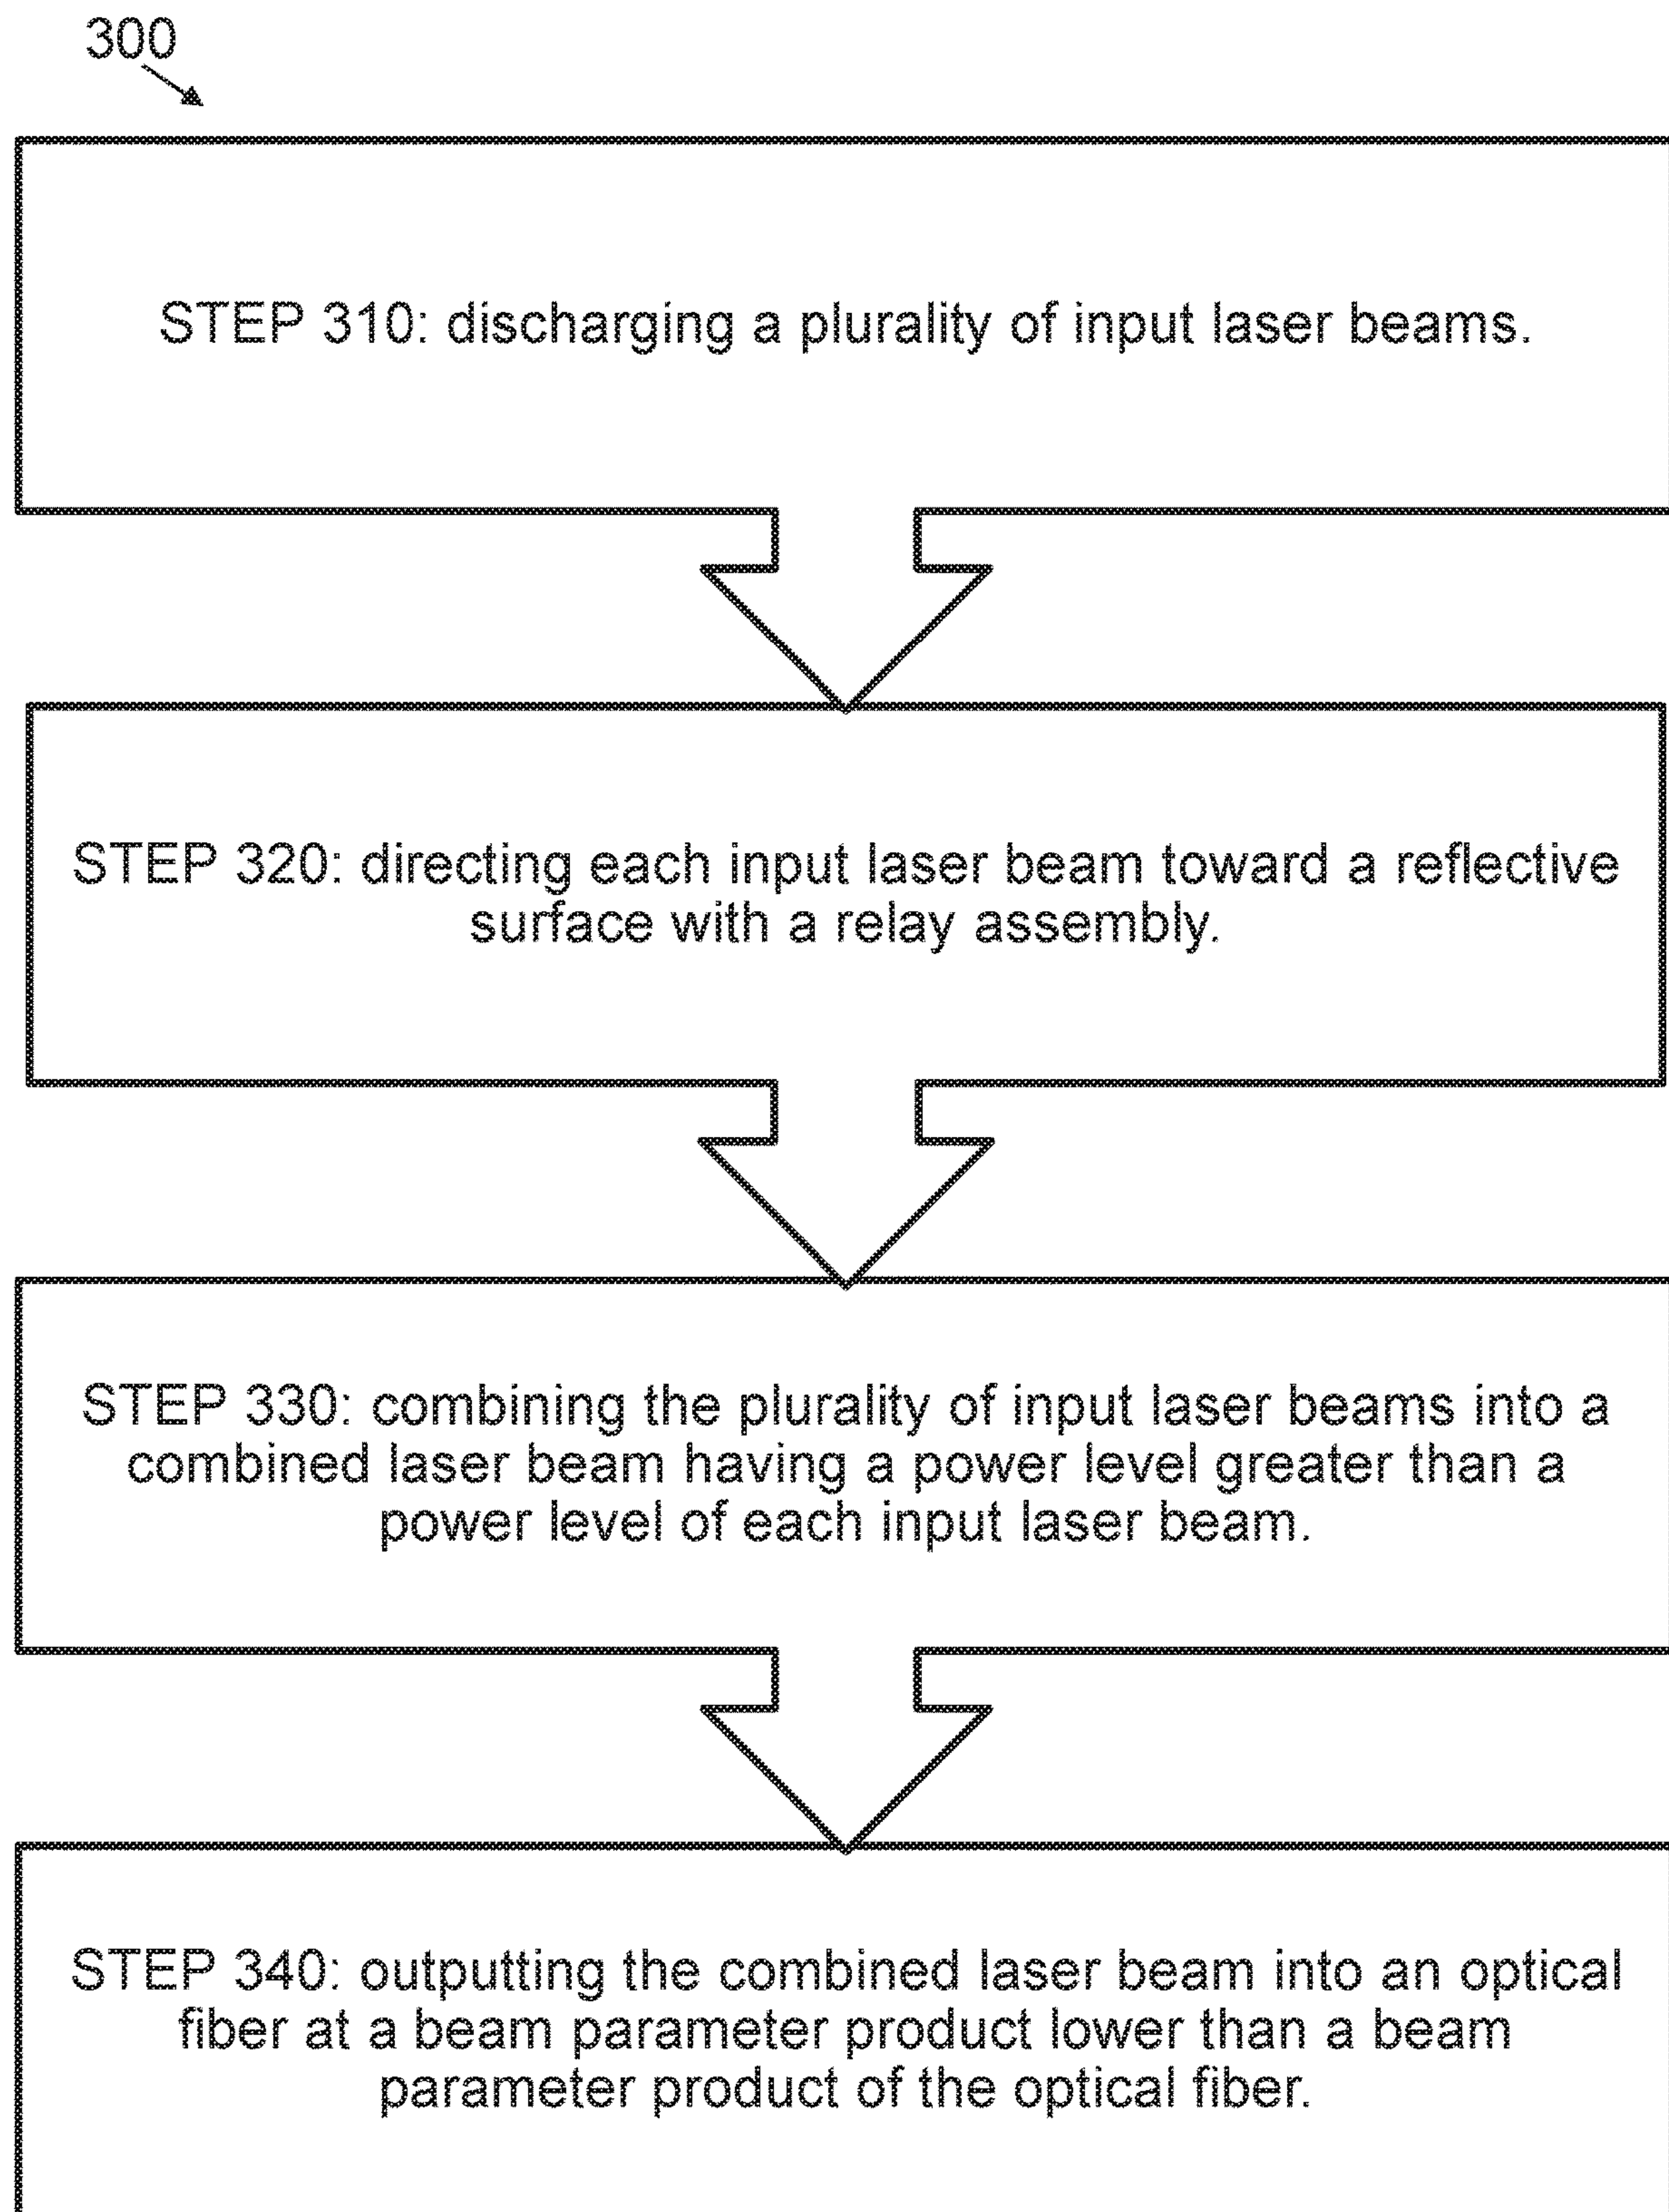 300
STEP 310: discharging a plurality of input laser beams.
STEP 320: directing each input laser beam toward a reflective
surface with a relay assembly.
STEP 330: combining the plurality of input laser beams into a
combined laser beam having a power level greater than a
power level of each input laser beam.
STEP 340: outputting the combined laser beam into an optical
fiber at a beam parameter product lower than a beam
parameter product of the optical fiber.